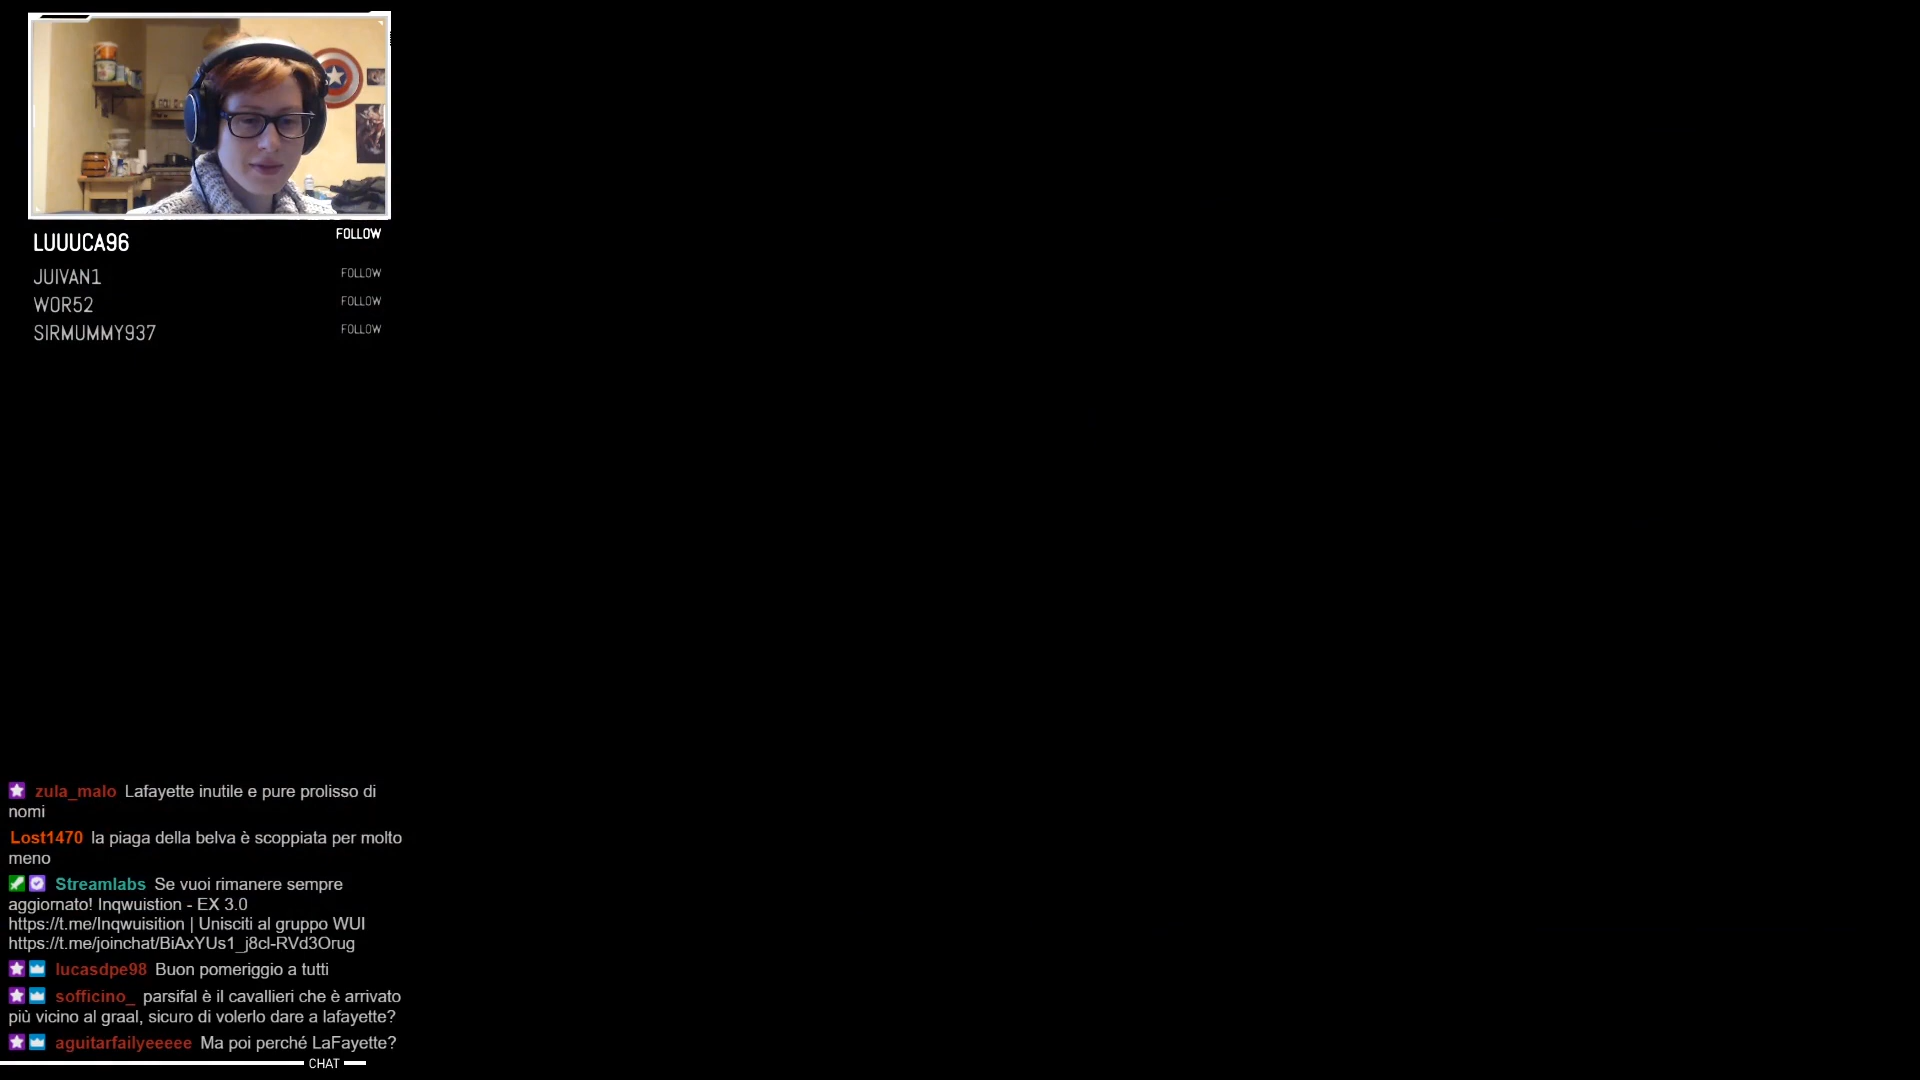 LUUUCA96 FOLLOW
JUIVAN1 FOLLOW
WOR52 FOLLOW
SIRMUMMY937 FOLLOW
zula_malo Lafayette inutile e pure prolisso di
nomi
Lost1470 la piaga della belva è scoppiata per molto
meno
Streamlabs Se vuoi rimanere sempre
aggiornato! Inqwuistion - EX 3.0
https://t.me/Inqwuisition | Unisciti al gruppo WUI
https://t.me/joinchat/BiAxYUs1_j8cl-RVd3Orug
lucasdpe98 Buon pomeriggio a tutti
sofficino_ parsifal è il cavallieri che è arrivato
più vicino al graal, sicuro di volerlo dare a lafayette?
aguitarfailyeeeee Ma poi perché LaFayette?
CHAT